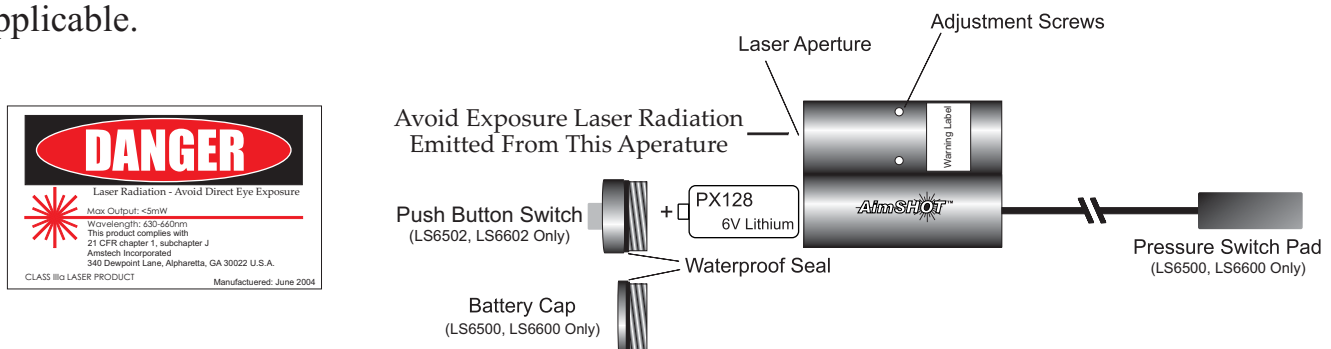 pplicable.
DANGER
Laser Radiation - Avoid Direct Eye Exposure
Max Output: <5mW
Wavelength: 630-660nm
This product complies with
21 CFR chapter 1, subchapter J
Amstech Incorporated
340 Dewpoint Lane, Alpharetta, GA 30022 U.S.A.
CLASS IIIa LASER PRODUCT
Manufactuered: June 2004
Adjustment Screws
Laser Aperture
Avoid Exposure Laser Radiation
Emitted From This Aperature
Warning Label
Push Button Switch
(LS6502, LS6602 Only)
+
PX128
6V Lithium
AimSHOT™
Pressure Switch Pad
(LS6500, LS6600 Only)
Waterproof Seal
Battery Cap
(LS6500, LS6600 Only)